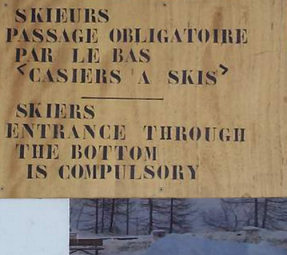 SKIEURS
PASSAGE OBLIGATOIRE
PAR LE BAS
<CASIERS A SKIS>
SKIERS
ENTRANCE THROUGH
THE BOTTOM
IS COMPULSORY